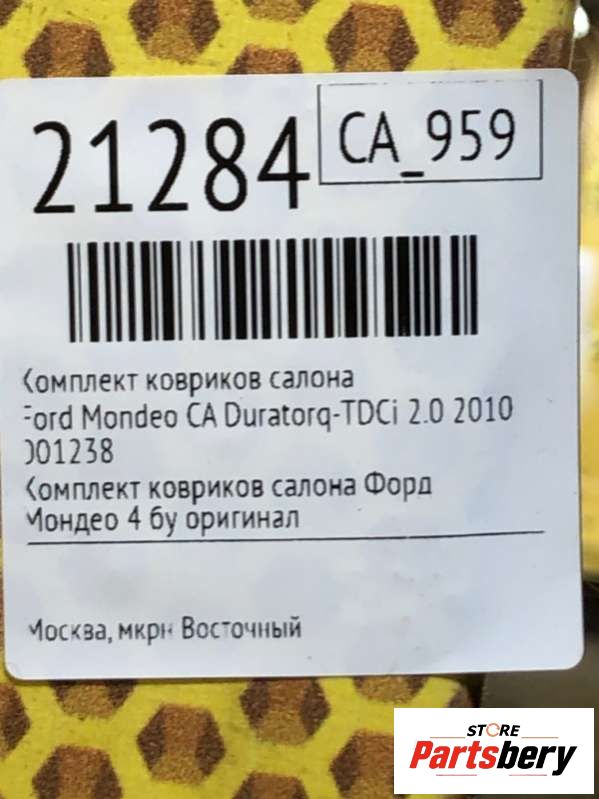 21284
CA_959
Комплект ковриков салона
Ford Mondeo CA Duratorq-TDCi 2.0 2010
001238
Комплект ковриков салона Форд
Мондео 4 бу оригинал
Москва, мкрн Восточный
STORE
Partsbery